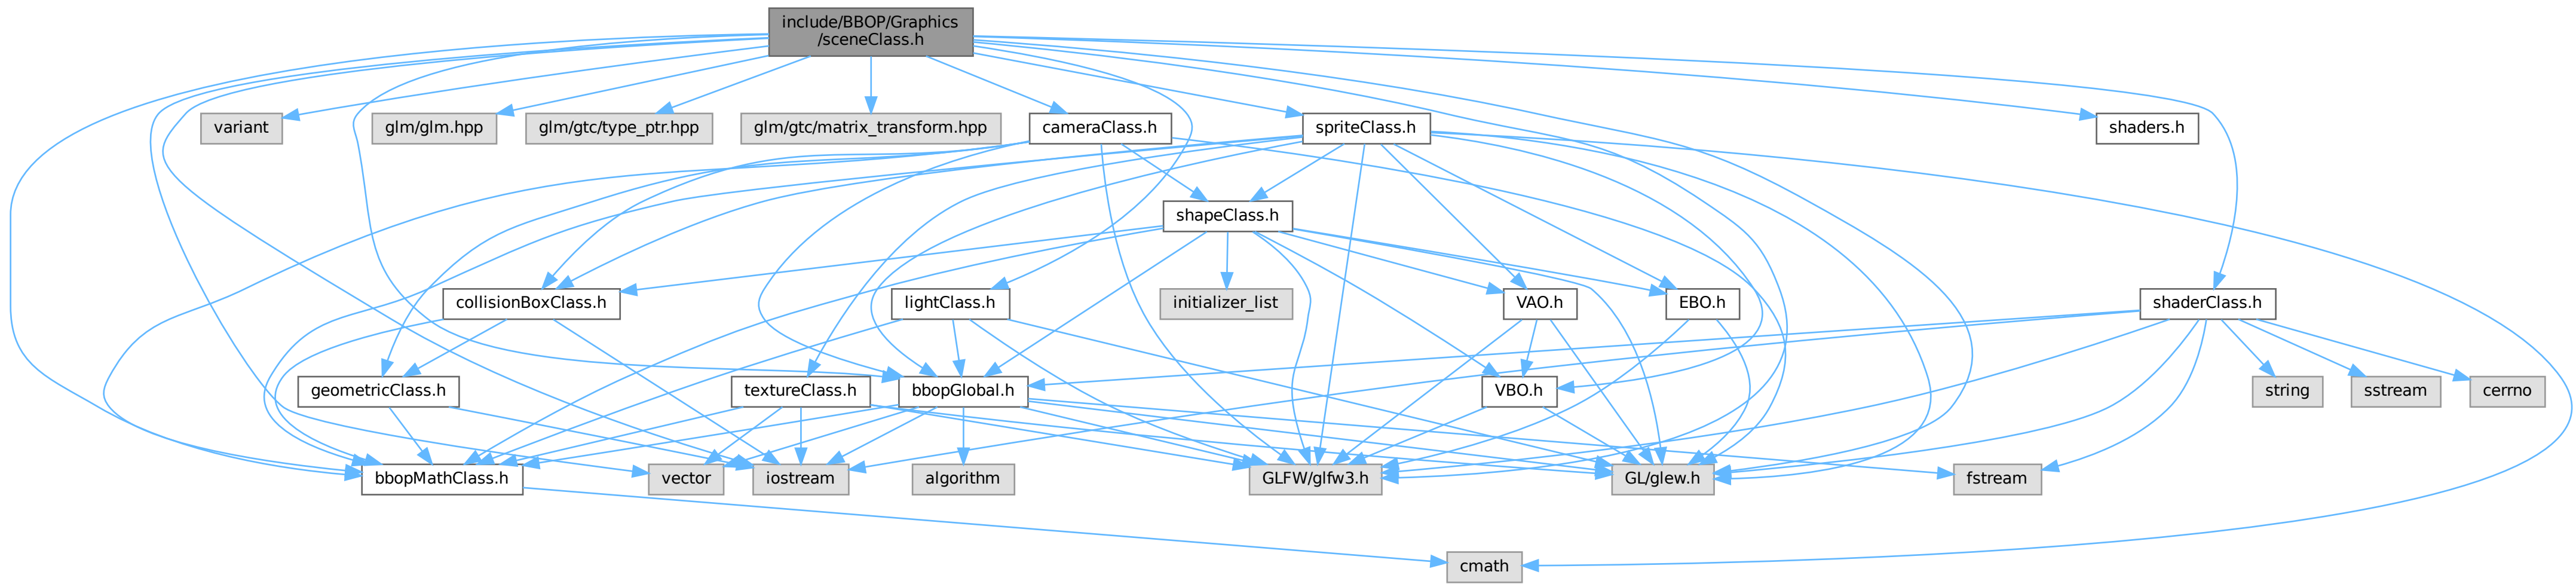 include/BBOP/Graphics
/sceneClass.h
variant
glm/glm.hpp
glm/gtc/type_ptr.hpp
glm/gtc/matrix_transform.hpp
cameraClass.h
spriteClass.h
shaders.h
shapeClass.h
collisionBoxClass.h
lightClass.h
initializer_list
VAO.h
EBO.h
shaderClass.h
geometricClass.h
textureClass.h
bbopGlobal.h
VBO.h
string
sstream
cerrno
bbopMathClass.h
vector
iostream
algorithm
GLFW/glfw3.h
GL/glew.h
fstream
cmath